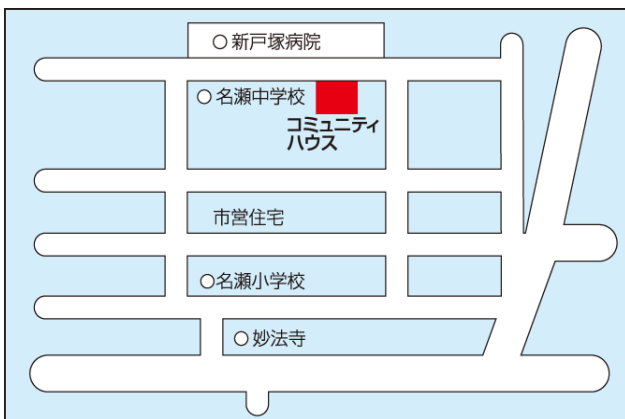 新戸塚病院
名瀬中学校
コミュニティ
ハウス
市営住宅
名瀬小学校
妙法寺